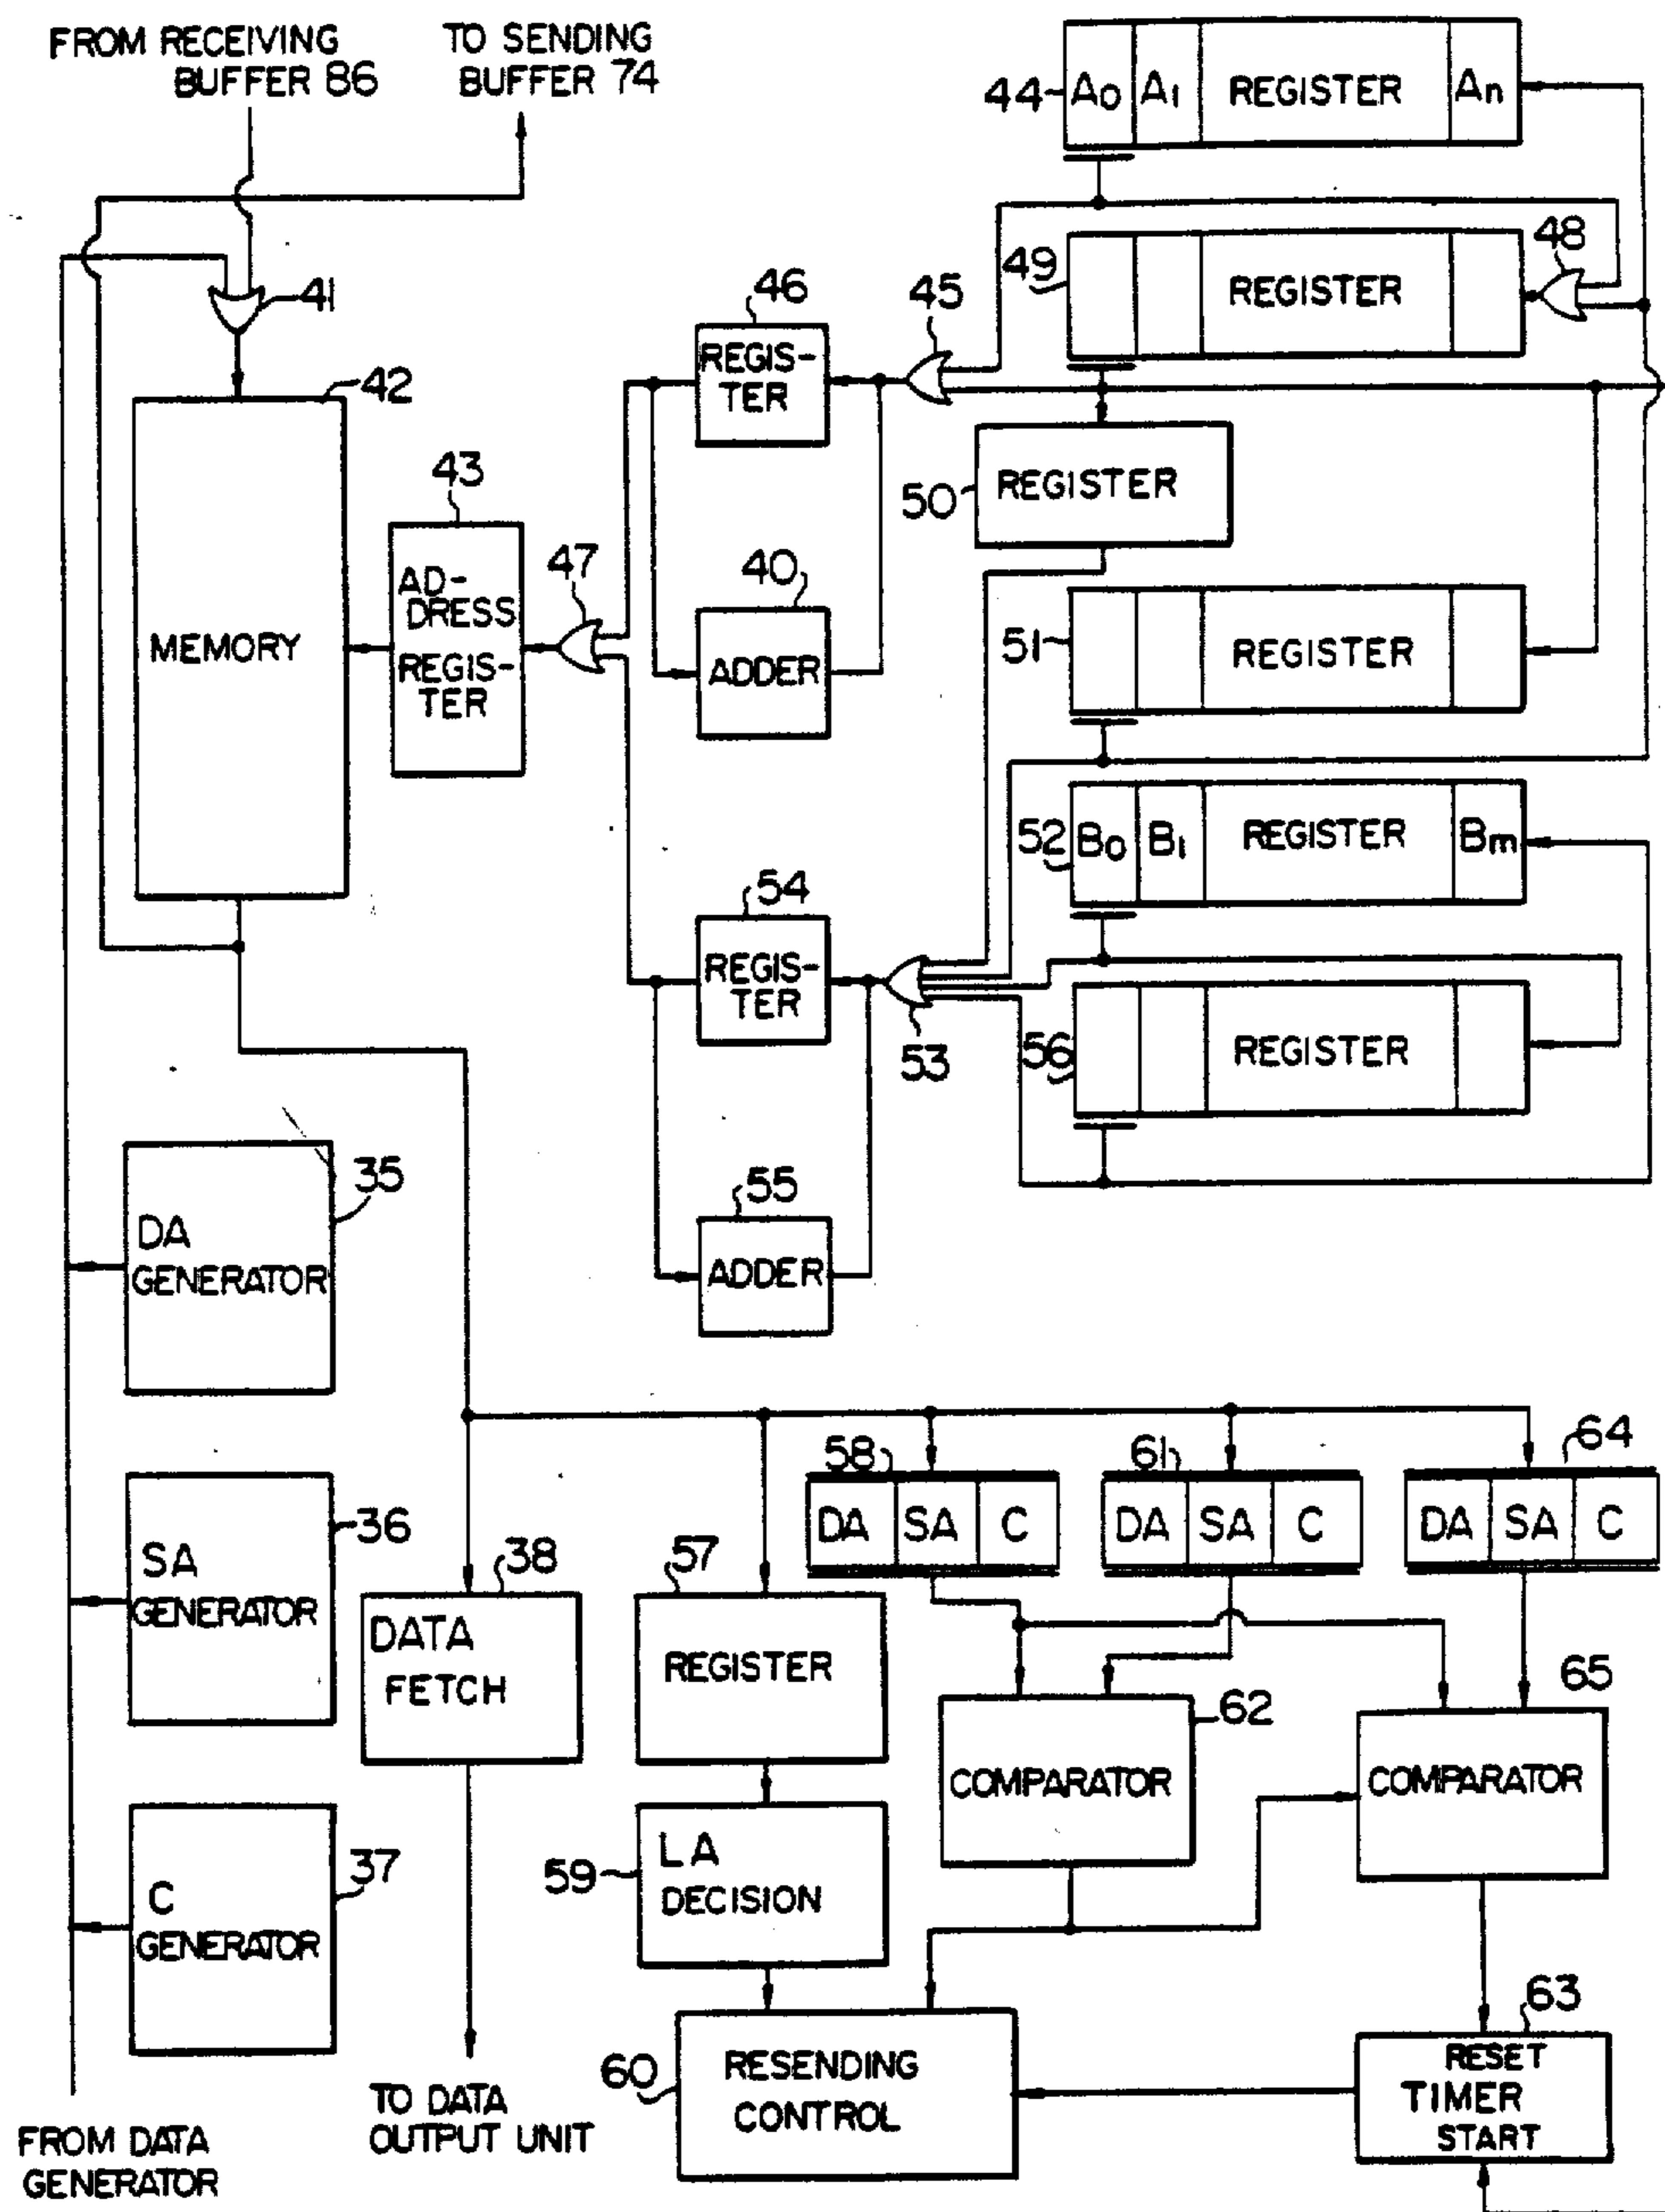 FROM RECEIVING
BUFFER 86
TO SENDING
BUFFER 74
44
A0 A1 REGISTER An
41
49
REGISTER
48
46
REGIS-
TER
45
42
MEMORY
43
AD-
DRESS
REGIS-
TER
47
50
REGISTER
40
ADDER
51
REGISTER
52
B0 B1 REGISTER Bm
54
REGIS-
TER
53
56
REGISTER
35
DA
GENERATOR
55
ADDER
36
SA
GENERATOR
58
DA SA C
61
DA SA C
64
DA SA C
38
DATA
FETCH
57
REGISTER
62
COMPARATOR
65
COMPARATOR
37
C
GENERATOR
59
LA
DECISION
60
RESENDING
CONTROL
63
RESET
TIMER
START
FROM DATA
GENERATOR
TO DATA
OUTPUT UNIT